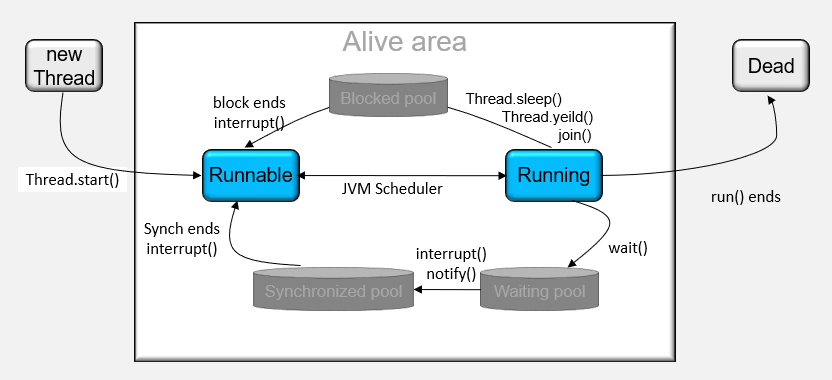 Alive area
new
Thread
Dead
Blocked pool
Thread.sleep()
Thread.yeild()
join()
block ends
interrupt()
Runnable
Running
Thread.start()
JVM Scheduler
run() ends
Synch ends
interrupt()
wait()
interrupt()
notify()
Synchronized pool
Waiting pool